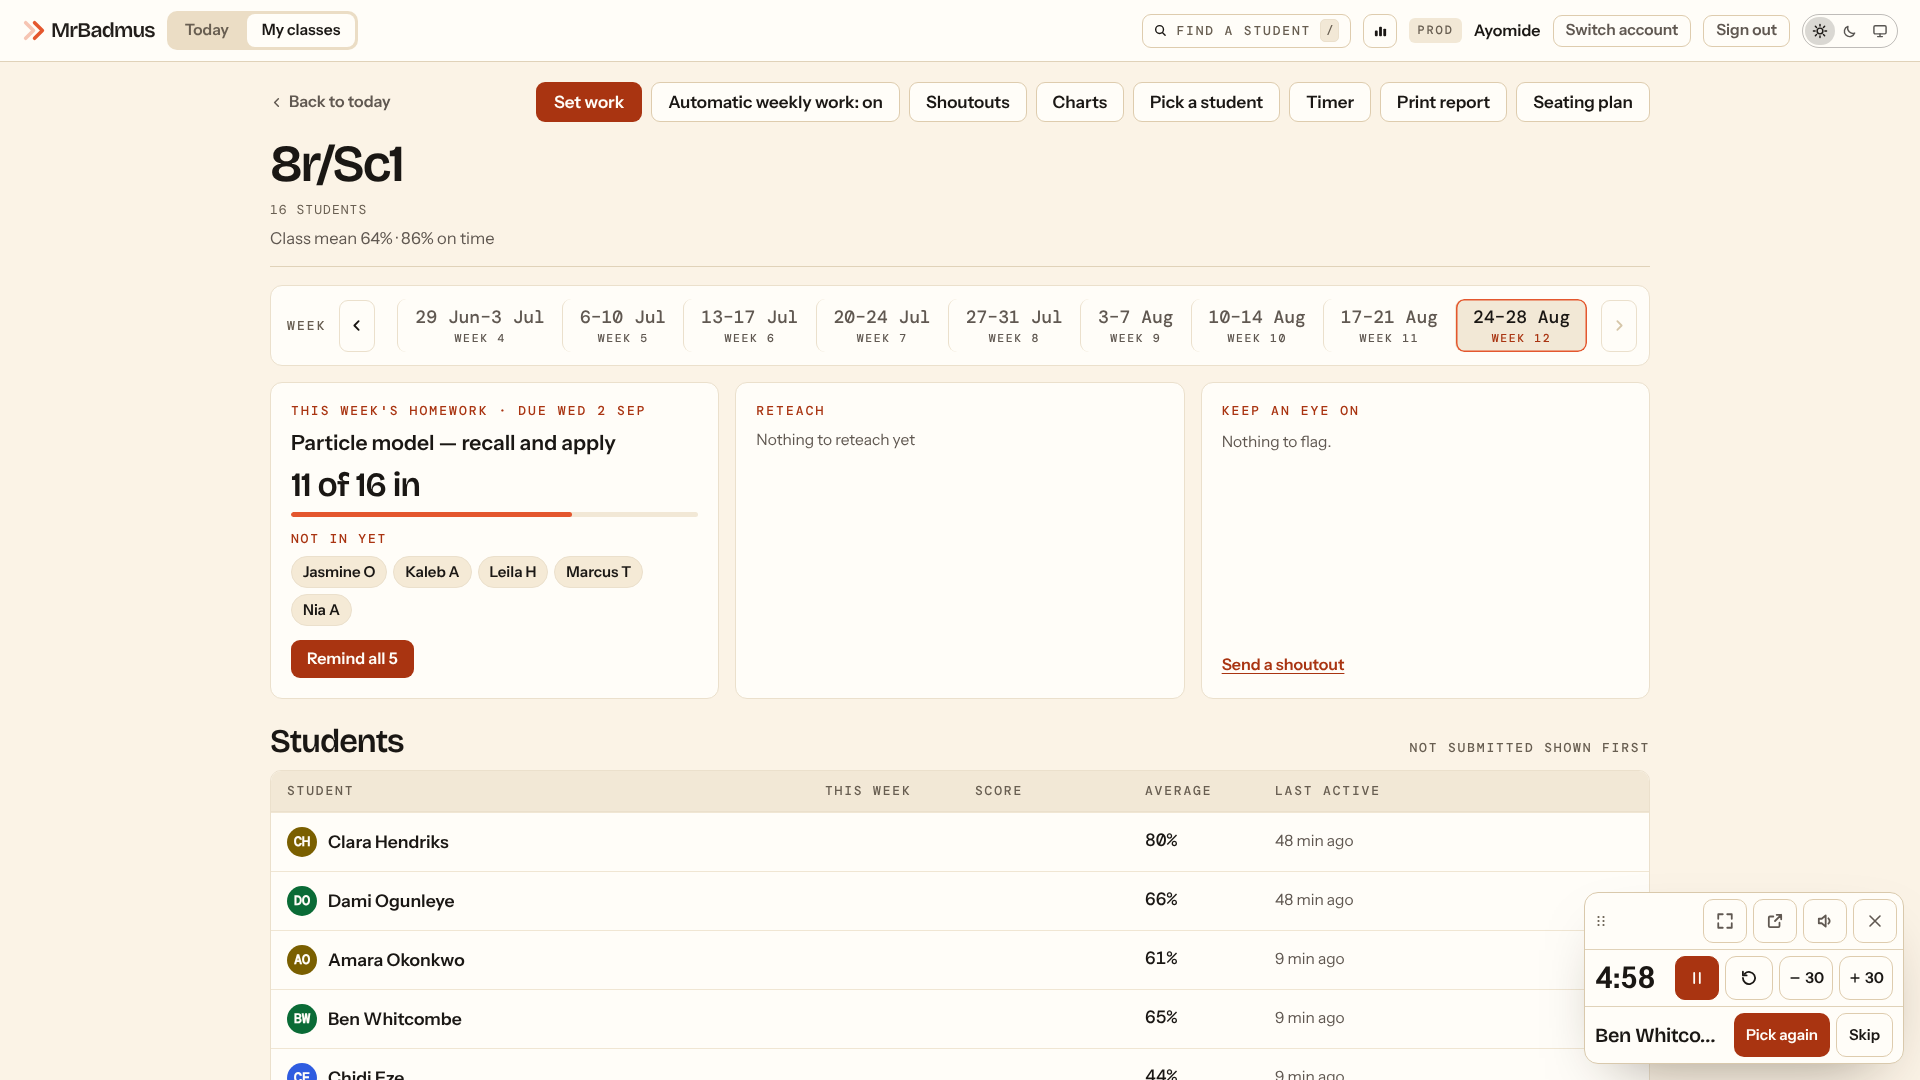 MrBadmus
Today
My classes
FIND A STUDENT /
PROD
Ayomide
Switch account
Sign out
Back to today
Set work
Automatic weekly work: on
Shoutouts
Charts
Pick a student
Timer
Print report
Seating plan
8r/Sc1
16 STUDENTS
Class mean 64% · 86% on time
WEEK
29 Jun–3 Jul
WEEK 4
6–10 Jul
WEEK 5
13–17 Jul
WEEK 6
20–24 Jul
WEEK 7
27–31 Jul
WEEK 8
3–7 Aug
WEEK 9
10–14 Aug
WEEK 10
17–21 Aug
WEEK 11
24–28 Aug
WEEK 12
THIS WEEK'S HOMEWORK · DUE WED 2 SEP
Particle model — recall and apply
11 of 16 in
NOT IN YET
Jasmine O
Kaleb A
Leila H
Marcus T
Nia A
Remind all 5
RETEACH
Nothing to reteach yet
KEEP AN EYE ON
Nothing to flag.
Send a shoutout
Students
NOT SUBMITTED SHOWN FIRST
STUDENT THIS WEEK SCORE AVERAGE LAST ACTIVE
CH Clara Hendriks 80% 48 min ago
DO Dami Ogunleye 66% 48 min ago
AO Amara Okonkwo 61% 9 min ago
BW Ben Whitcombe 65% 9 min ago
CE Chidi Eze 44% 9 min ago
4:58
− 30
+ 30
Ben Whitco...
Pick again
Skip